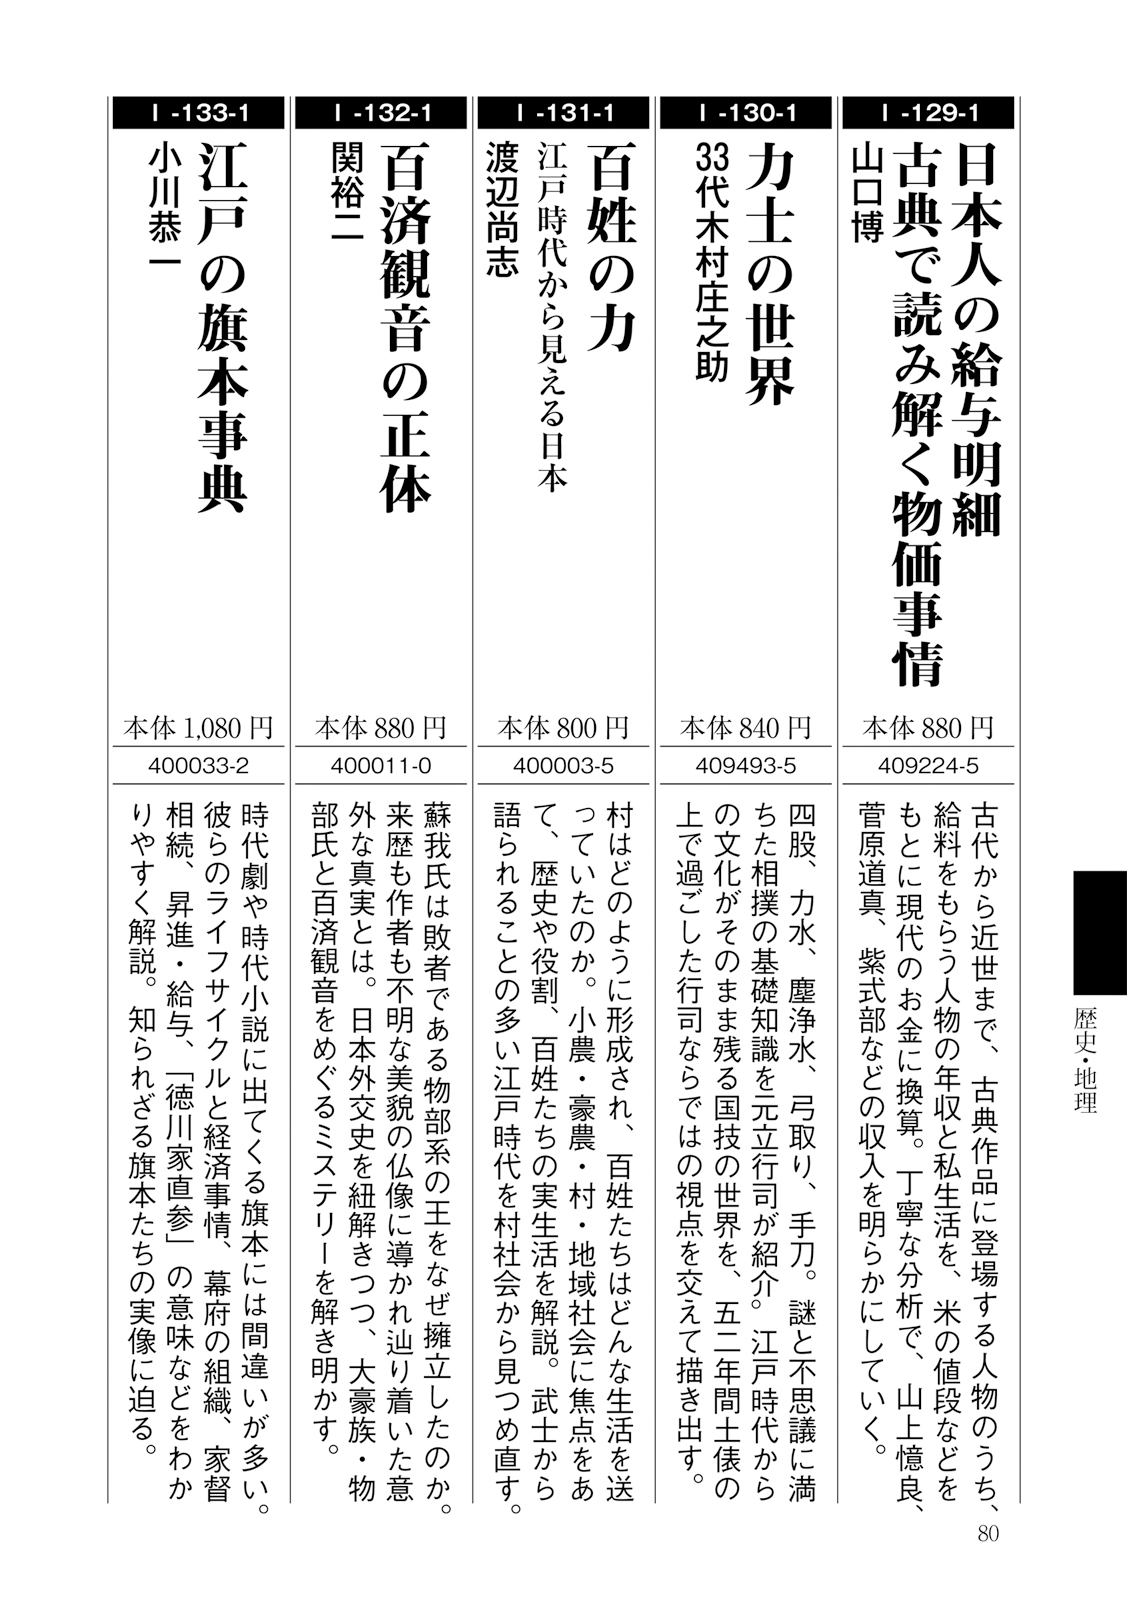 I-129-1
日本人の給与明細
古典で読み解く物価事情
山口博
本体 880 円
409224-5
古代から近世まで、古典作品に登場する人物のうち、
給料をもらう人物の年収と私生活を、米の値段などを
もとに現代のお金に換算。丁寧な分析で、山上憶良、
菅原道真、紫式部などの収入を明らかにしていく。
I-130-1
力士の世界
33代木村庄之助
本体 840 円
409493-5
四股、力水、塵浄水、弓取り、手刀。謎と不思議に満
ちた相撲の基礎知識を元立行司が紹介。江戸時代から
の文化がそのまま残る国技の世界を、五二年間土俵の
上で過ごした行司ならではの視点を交えて描き出す。
I-131-1
百姓の力
江戸時代から見える日本
渡辺尚志
本体 800 円
400003-5
村はどのように形成され、百姓たちはどんな生活を送
っていたのか。小農・豪農・村・地域社会に焦点をあ
て、歴史や役割、百姓たちの実生活を解説。武士から
語られることの多い江戸時代を村社会から見つめ直す。
I-132-1
百済観音の正体
関裕二
本体 880 円
400011-0
蘇我氏は敗者である物部系の王をなぜ擁立したのか。
来歴も作者も不明な美貌の仏像に導かれ辿り着いた意
外な真実とは。日本外交史を紐解きつつ、大豪族・物
部氏と百済観音をめぐるミステリーを解き明かす。
I-133-1
江戸の旗本事典
小川恭一
本体 1,080 円
400033-2
時代劇や時代小説に出てくる旗本には間違いが多い。
彼らのライフサイクルと経済事情、幕府の組織、家督
相続、昇進・給与、「徳川家直参」の意味などをわか
りやすく解説。知られざる旗本たちの実像に迫る。
歴史・地理
80